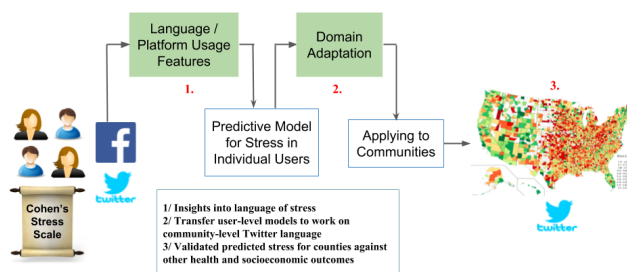 Language /
Platform Usage
Features
Domain
Adaptation
1.
2.
3.
Predictive Model
for Stress in
Individual Users
Applying to
Communities
twitter
Cohen's
Stress
Scale
twitter
1/ Insights into language of stress
2/ Transfer user-level models to work on
community-level Twitter language
3/ Validated predicted stress for counties against
other health and socioeconomic outcomes